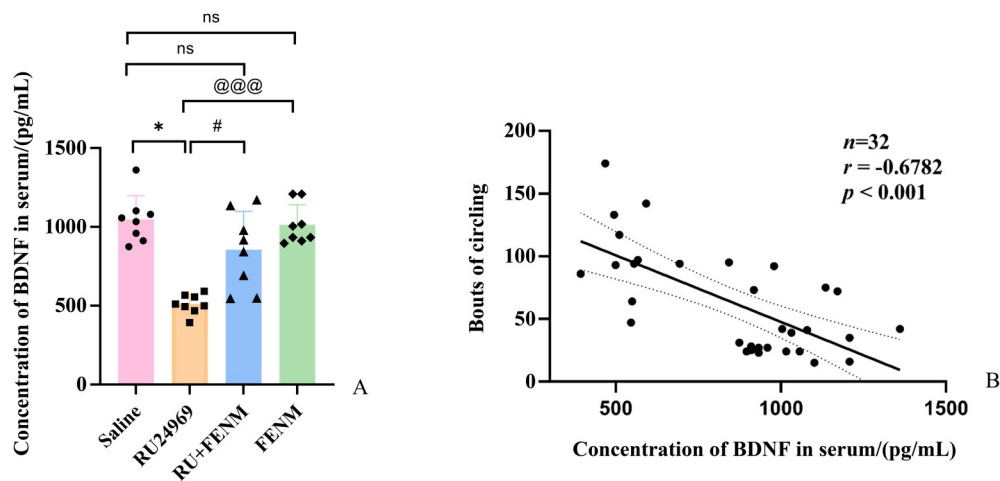 ns
ns
@@@
*
#
Concentration of BDNF in serum/(pg/mL)
1500
1000
500
0
Saline
RU24969
RU+FENM
FENM
A
200
150
100
50
0
500
1000
1500
Bouts of circling
Concentration of BDNF in serum/(pg/mL)
n=32
r = -0.6782
p < 0.001
B